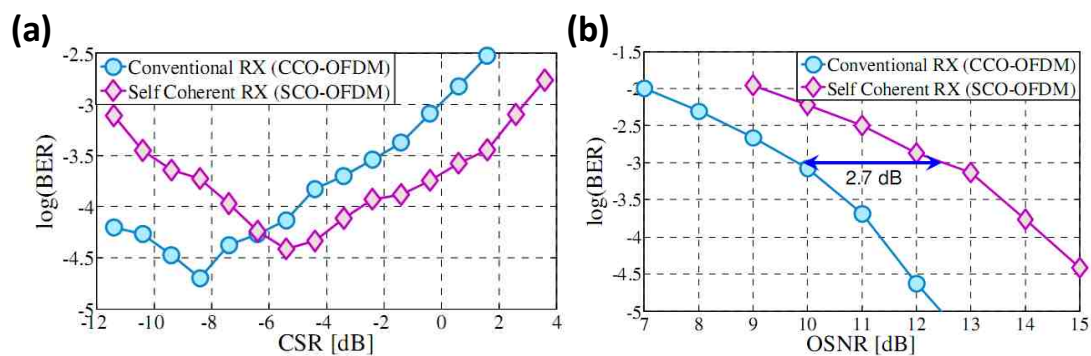 (a)
(b)
-2.5
-3
-3.5
-4
-4.5
-5
log(BER)
Conventional RX (CCO-OFDM)
Self Coherent RX (SCO-OFDM)
-12 -10 -8 -6 -4 -2 0 2 4
CSR [dB]
-1.5
-2
-2.5
-3
-3.5
-4
-4.5
-5
log(BER)
Conventional RX (CCO-OFDM)
Self Coherent RX (SCO-OFDM)
2.7 dB
7 8 9 10 11 12 13 14 15
OSNR [dB]